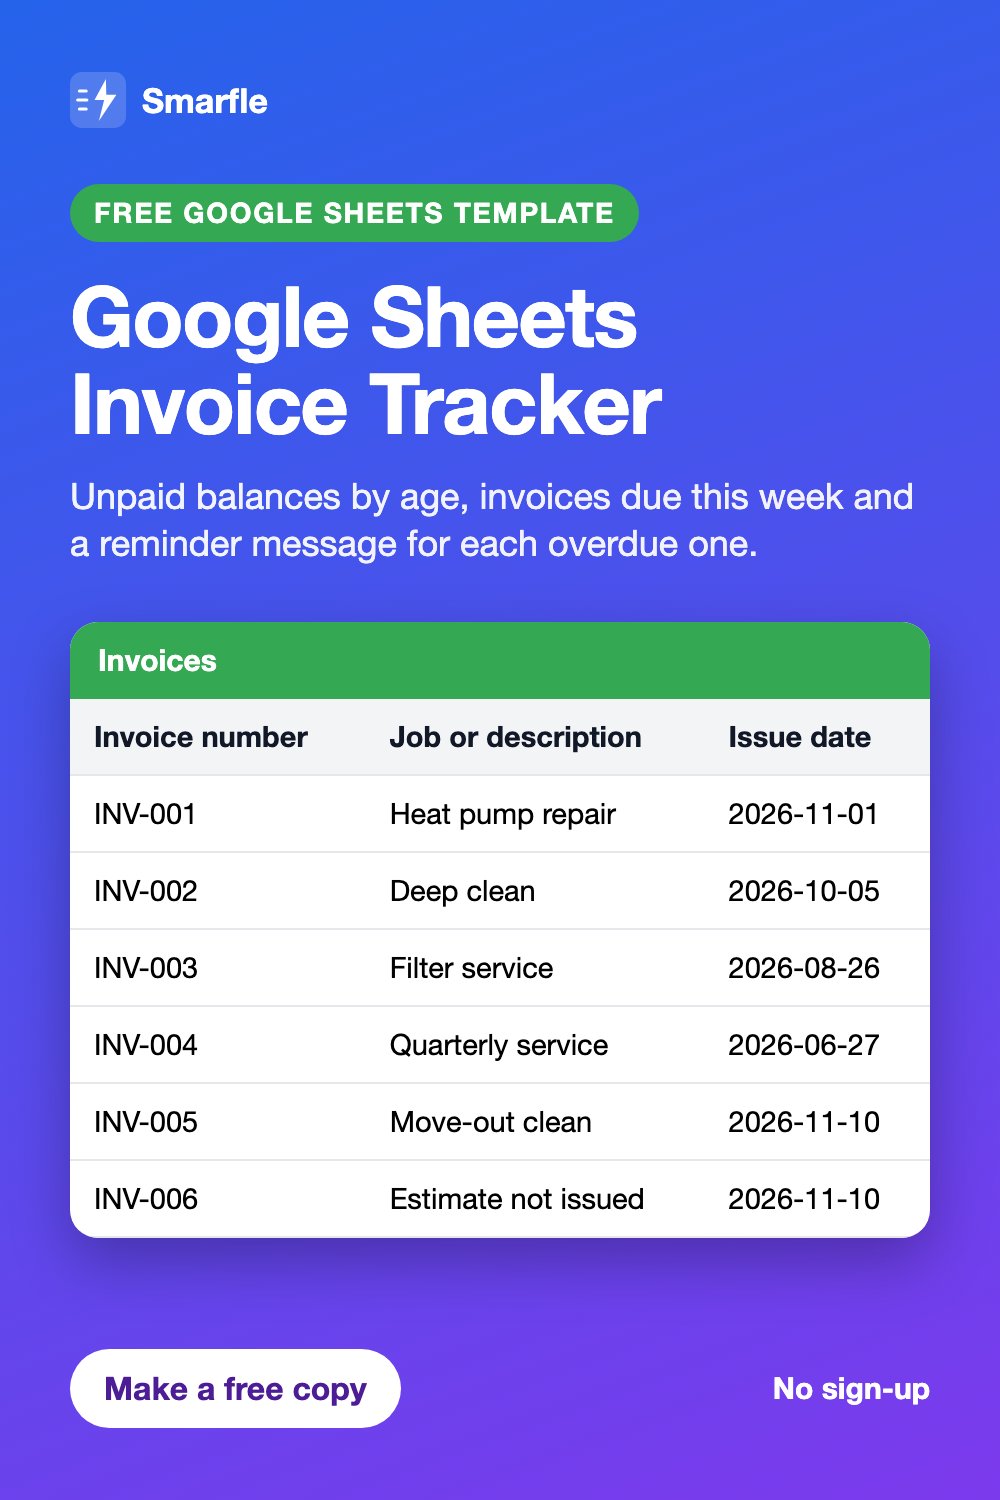 Smarfle
FREE GOOGLE SHEETS TEMPLATE
Google Sheets
Invoice Tracker
Unpaid balances by age, invoices due this week and
a reminder message for each overdue one.
Invoices
Invoice number Job or description Issue date
INV-001 Heat pump repair 2026-11-01
INV-002 Deep clean 2026-10-05
INV-003 Filter service 2026-08-26
INV-004 Quarterly service 2026-06-27
INV-005 Move-out clean 2026-11-10
INV-006 Estimate not issued 2026-11-10
Make a free copy No sign-up